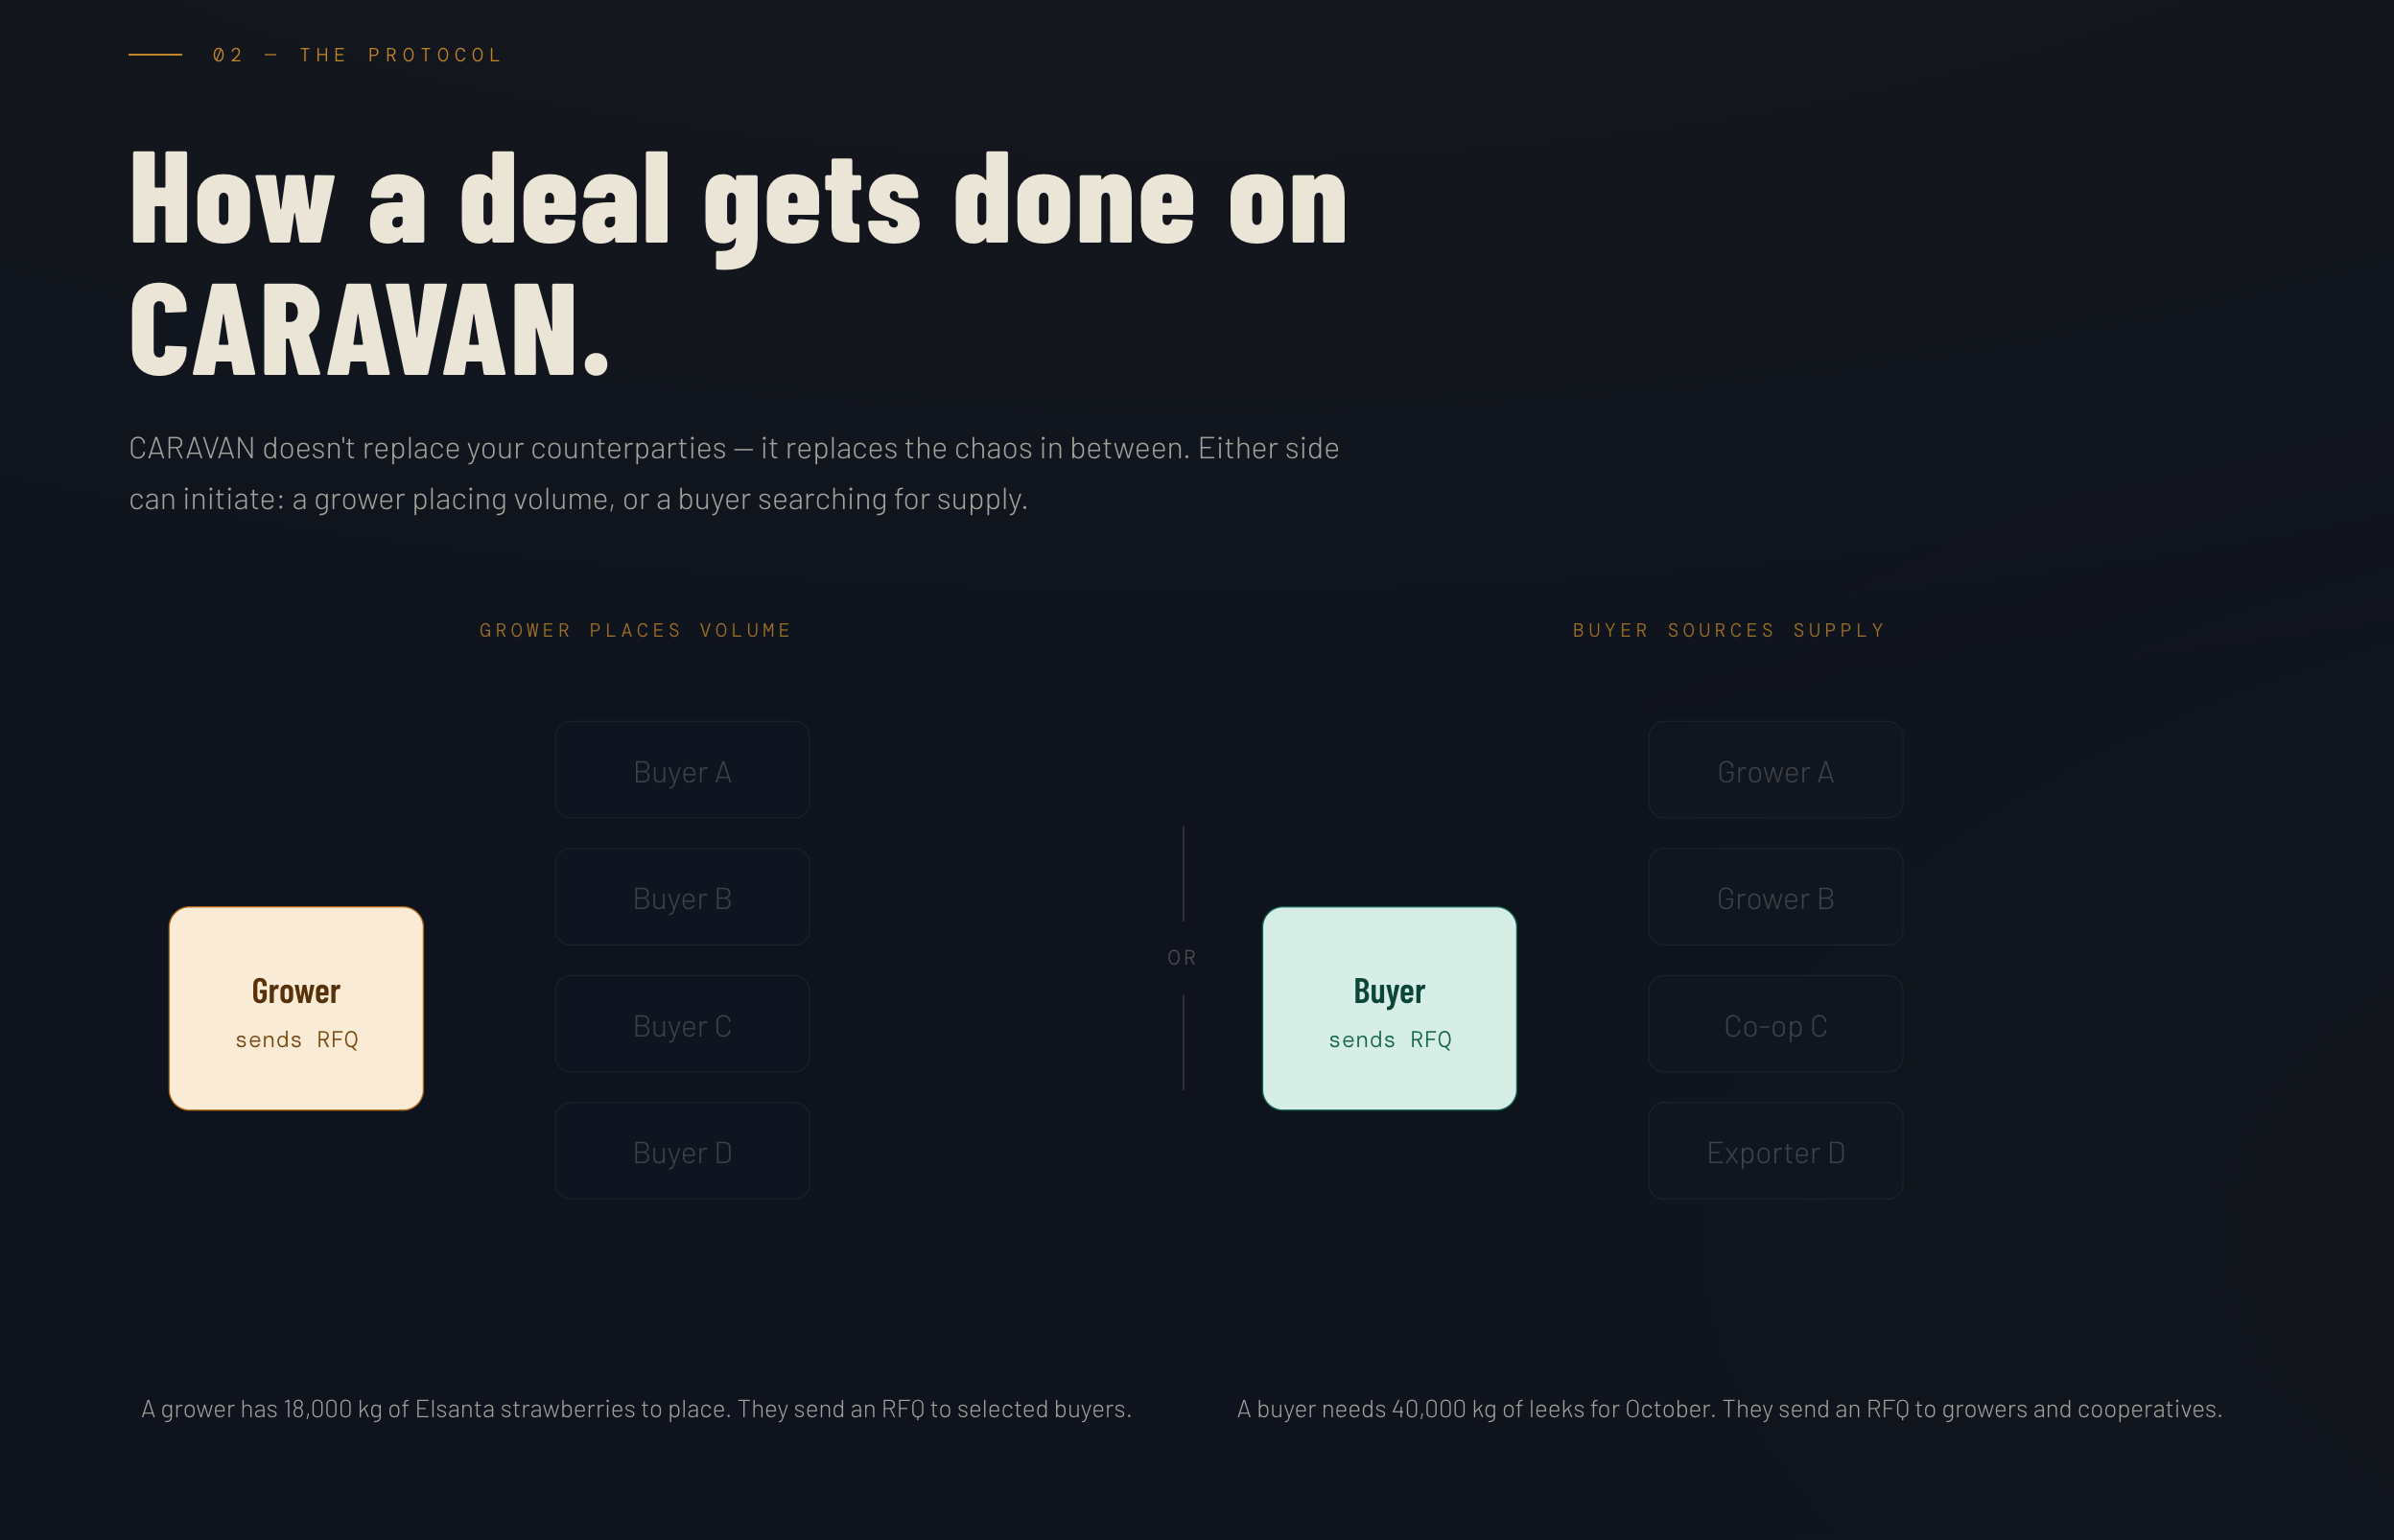 02 — THE PROTOCOL
How a deal gets done on
CARAVAN.
CARAVAN doesn't replace your counterparties — it replaces the chaos in between. Either side
can initiate: a grower placing volume, or a buyer searching for supply.
GROWER PLACES VOLUME
Buyer A
Buyer B
Buyer C
Buyer D
Grower
sends RFQ
OR
BUYER SOURCES SUPPLY
Grower A
Grower B
Co-op C
Exporter D
Buyer
sends RFQ
A grower has 18,000 kg of Elsanta strawberries to place. They send an RFQ to selected buyers.
A buyer needs 40,000 kg of leeks for October. They send an RFQ to growers and cooperatives.